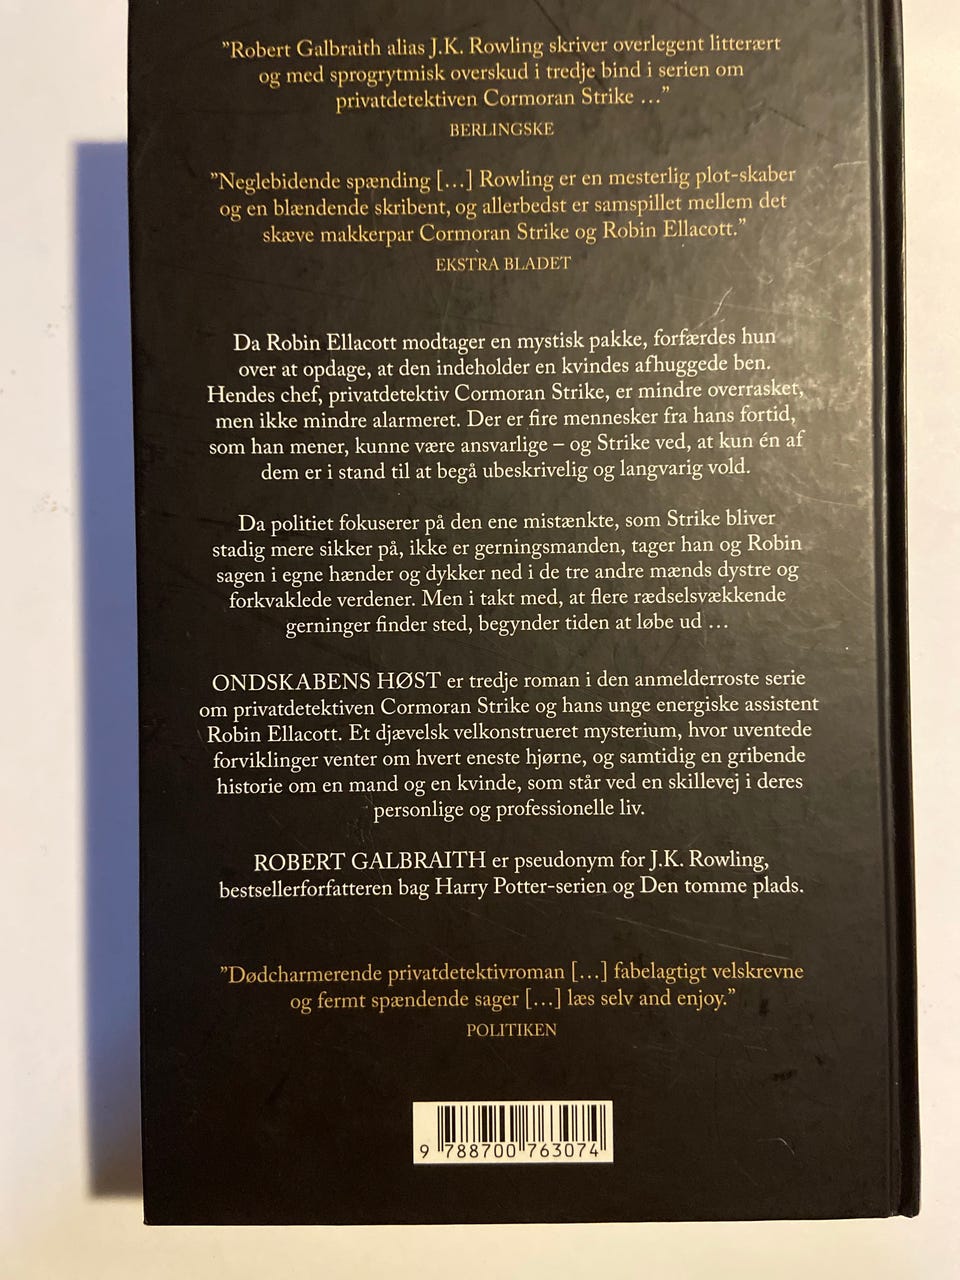 ”Robert Galbraith alias J.K. Rowling skriver overlegent litterært
og med sprogrytmisk overskud i tredje bind i serien om
privatdetektiven Cormoran Strike …”
BERLINGSKE
”Neglebidende spænding […] Rowling er en mesterlig plot-skaber
og en blændende skribent, og allerbedst er samspillet mellem det
skæve makkerpar Cormoran Strike og Robin Ellacott.”
EKSTRA BLADET
Da Robin Ellacott modtager en mystisk pakke, forfærdes hun
over at opdage, at den indeholder en kvindes afhuggede ben.
Hendes chef, privatdetektiv Cormoran Strike, er mindre overrasket,
men ikke mindre alarmeret. Der er fire mennesker fra hans fortid,
som han mener, kunne være ansvarlige – og Strike ved, at kun én af
dem er i stand til at begå ubeskrivelig og langvarig vold.
Da politiet fokuserer på den ene mistænkte, som Strike bliver
stadig mere sikker på, ikke er gerningsmanden, tager han og Robin
sagen i egne hænder og dykker ned i de tre andre mænds dystre og
forkvaklede verdener. Men i takt med, at flere rædselsvækkende
gerninger finder sted, begynder tiden at løbe ud …
ONDSKABENS HØST er tredje roman i den anmelderroste serie
om privatdetektiven Cormoran Strike og hans unge energiske assistent
Robin Ellacott. Et djævelsk velkonstrueret mysterium, hvor uventede
forviklinger venter om hvert eneste hjørne, og samtidig en gribende
historie om en mand og en kvinde, som står ved en skillevej i deres
personlige og professionelle liv.
ROBERT GALBRAITH er pseudonym for J.K. Rowling,
bestsellerforfatteren bag Harry Potter-serien og Den tomme plads.
”Dødcharmerende privatdetektivroman […] fabelagtigt velskrevne
og fermt spændende sager […] læs selv and enjoy.”
POLITIKEN
9 788700 763074